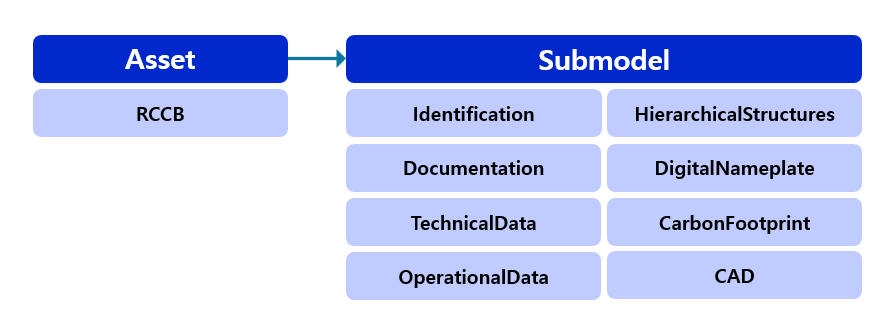 Asset
Submodel
RCCB
Identification
HierarchicalStructures
Documentation
DigitalNameplate
TechnicalData
CarbonFootprint
OperationalData
CAD